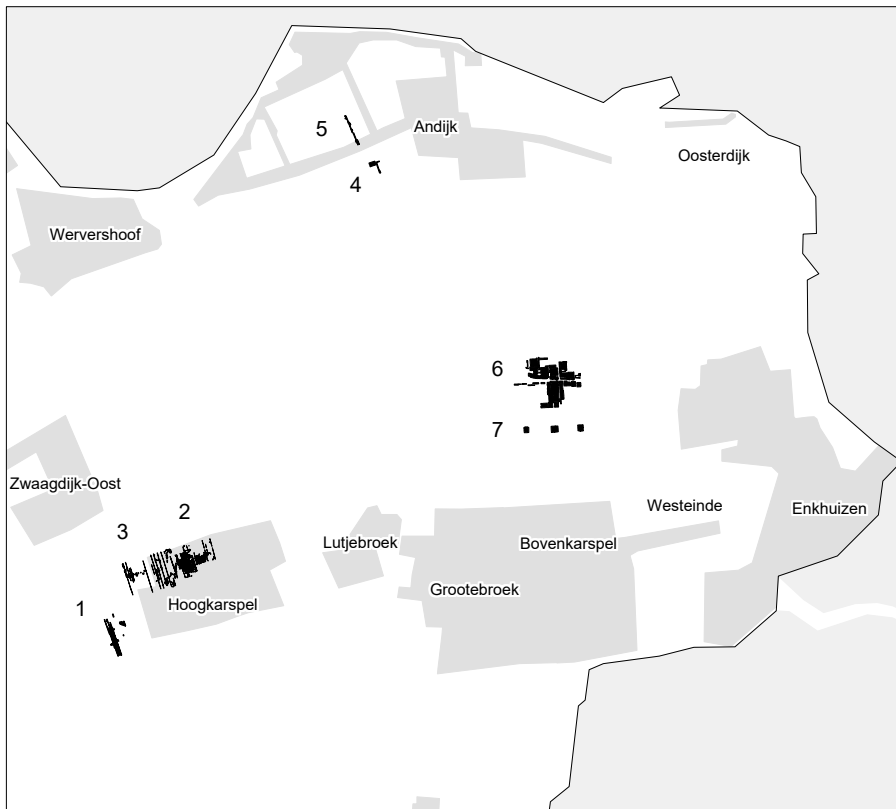 5
Andijk
Oosterdijk
4
Wervershoof
6
7
Zwaagdijk-Oost
Westeinde
Enkhuizen
2
3
Lutjebroek
Bovenkarspel
Grootebroek
1
Hoogkarspel